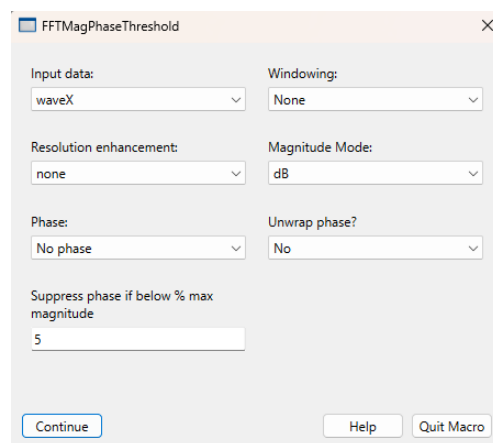 FFTMagPhaseThreshold
Input data:
Windowing:
waveX
None
Resolution enhancement:
Magnitude Mode:
none
dB
Phase:
Unwrap phase?
No phase
No
Suppress phase if below % max
magnitude
5
Continue
Help
Quit Macro